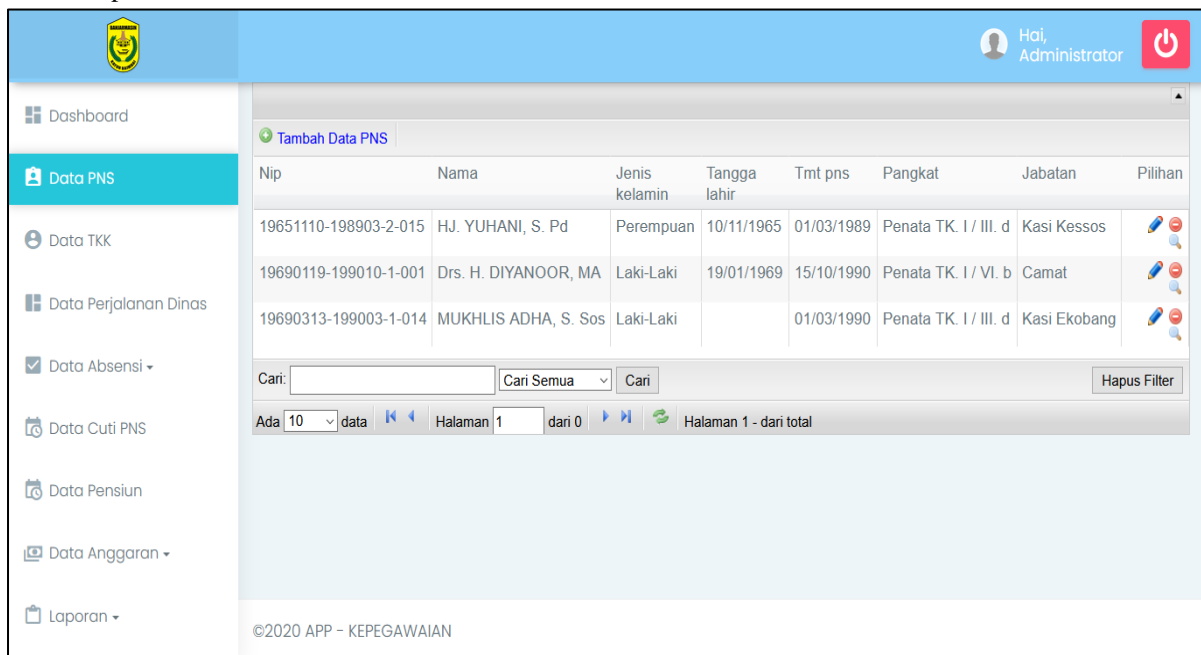 Hai,
Administrator
Dashboard
Data PNS
Data TKK
Data Perjalanan Dinas
Data Absensi
Data Cuti PNS
Data Pensiun
Data Anggaran
Laporan
Tambah Data PNS
Nip Nama Jenis kelamin Tangga lahir Tmt pns Pangkat Jabatan Pilihan
19651110-198903-2-015 HJ. YUHANI, S. Pd Perempuan 10/11/1965 01/03/1989 Penata TK. I / III. d Kasi Kessos
19690119-199010-1-001 Drs. H. DIYANOOR, MA Laki-Laki 19/01/1969 15/10/1990 Penata TK. I / VI. b Camat
19690313-199003-1-014 MUKHLIS ADHA, S. Sos Laki-Laki 01/03/1990 Penata TK. I / III. d Kasi Ekobang
Cari: Cari Semua Cari Hapus Filter
Ada 10 data Halaman 1 dari 0 Halaman 1 - dari total
©2020 APP - KEPEGAWAIAN